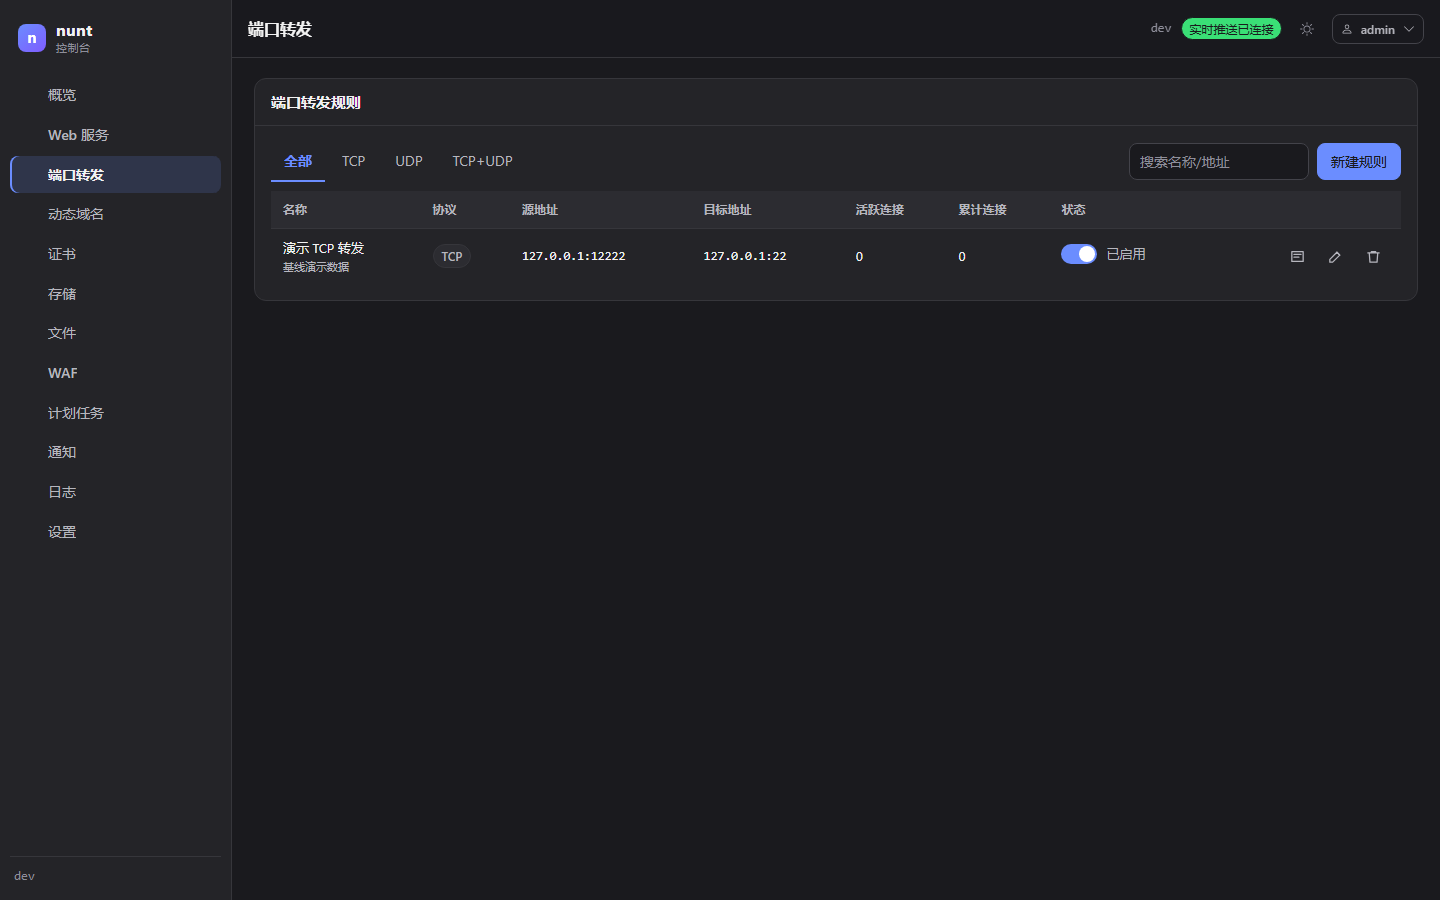 n
nunt
控制台
概览
Web 服务
端口转发
动态域名
证书
存储
文件
WAF
计划任务
通知
日志
设置
dev
端口转发
dev
实时推送已连接
admin
端口转发规则
全部
TCP
UDP
TCP+UDP
搜索名称/地址
新建规则
名称
协议
源地址
目标地址
活跃连接
累计连接
状态
演示 TCP 转发
基线演示数据
TCP
127.0.0.1:12222
127.0.0.1:22
0
0
已启用